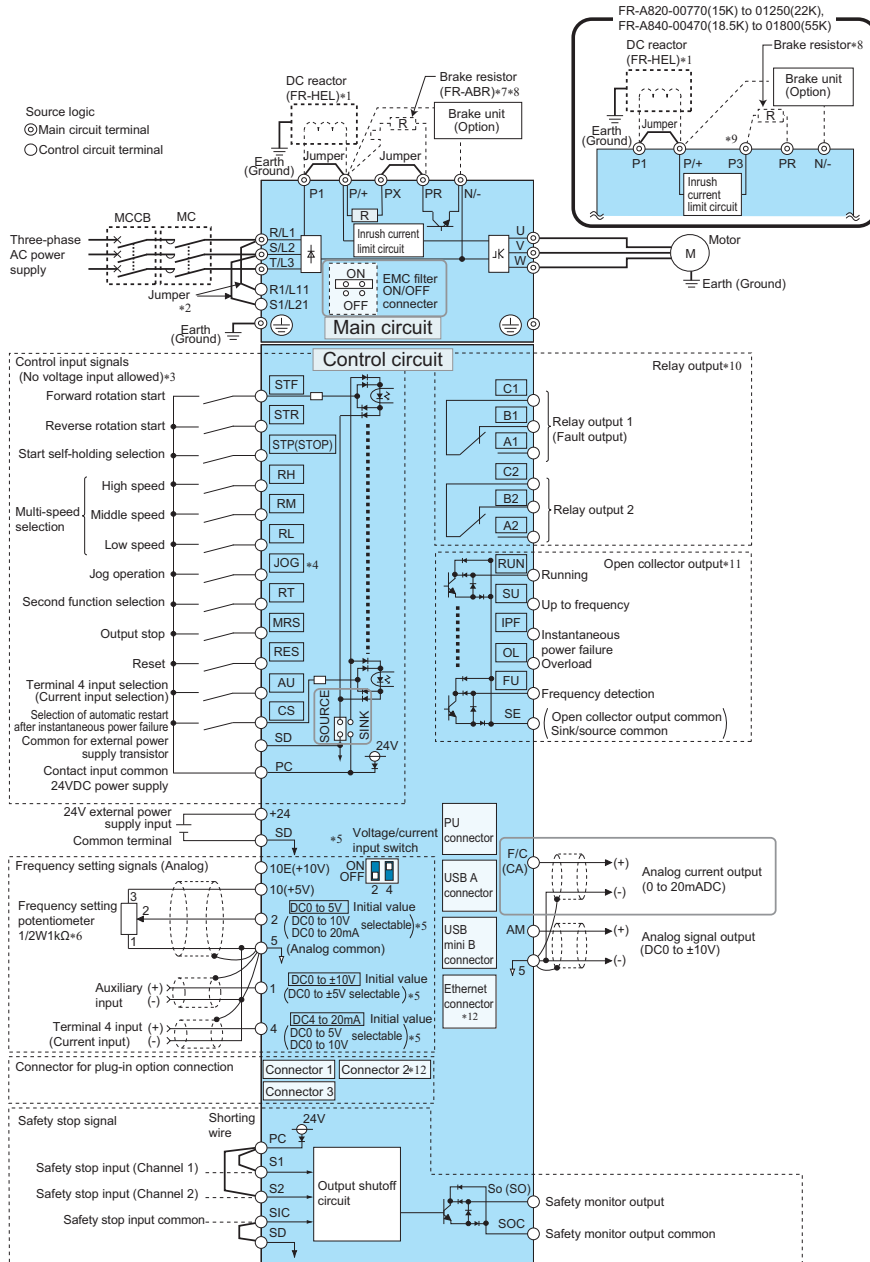 FR-A820-00770(15K) to 01250(22K),
FR-A840-00470(18.5K) to 01800(55K)
DC reactor
(FR-HEL)*1
Brake resistor*8
Brake unit
(Option)
R
Earth
(Ground)
Jumper
*9
P1
P/+
P3
PR
N/-
Inrush
current
limit circuit
Source logic
Main circuit terminal
Control circuit terminal
DC reactor
(FR-HEL)*1
Brake resistor
(FR-ABR)*7*8
Brake unit
(Option)
R
Earth
(Ground)
Jumper
Jumper
P1
P/+
PX
PR
N/-
R
Inrush current
limit circuit
MCCB
MC
Three-phase
AC power
supply
R/L1
S/L2
T/L3
R1/L11
S1/L21
Jumper
*2
Earth
(Ground)
ON
OFF
EMC filter
ON/OFF
connecter
U
V
W
Motor
M
Earth (Ground)
Main circuit
Control circuit
Control input signals
(No voltage input allowed)*3
Forward rotation start
STF
Reverse rotation start
STR
Start self-holding selection
STP(STOP)
Multi-speed
selection
High speed
RH
Middle speed
RM
Low speed
RL
Jog operation
JOG
*4
Second function selection
RT
Output stop
MRS
Reset
RES
Terminal 4 input selection
(Current input selection)
AU
Selection of automatic restart
after instantaneous power failure
CS
Common for external power
supply transistor
SD
Contact input common
24VDC power supply
PC
SOURCE
SINK
24V
Relay output*10
C1
B1
A1
Relay output 1
(Fault output)
C2
B2
A2
Relay output 2
Open collector output*11
RUN
Running
SU
Up to frequency
IPF
Instantaneous
power failure
OL
Overload
FU
Frequency detection
SE
(Open collector output common
Sink/source common)
24V external power
supply input
+24
Common terminal
SD
*5
Voltage/current
input switch
ON
OFF
2 4
Frequency setting signals (Analog)
10E(+10V)
10(+5V)
Frequency setting
potentiometer
1/2W1kΩ*6
3
2
1
2
DC0 to 5V
Initial value
(DC0 to 10V
DC0 to 20mA
selectable)*5
5
(Analog common)
Auxiliary
input
(+)
(-)
1
DC0 to ±10V
Initial value
(DC0 to ±5V selectable)*5
Terminal 4 input
(Current input)
(+)
(-)
4
DC4 to 20mA
Initial value
(DC0 to 5V
DC0 to 10V
selectable)*5
PU
connector
USB A
connector
USB
mini B
connector
Ethernet
connector
*12
F/C
(CA)
(+)
(-)
Analog current output
(0 to 20mADC)
AM
5
(+)
(-)
Analog signal output
(DC0 to ±10V)
Connector for plug-in option connection
Connector 1
Connector 2*12
Connector 3
Safety stop signal
Shorting
wire
24V
PC
Safety stop input (Channel 1)
S1
Safety stop input (Channel 2)
S2
Safety stop input common
SIC
SD
Output shutoff
circuit
So (SO)
Safety monitor output
SOC
Safety monitor output common